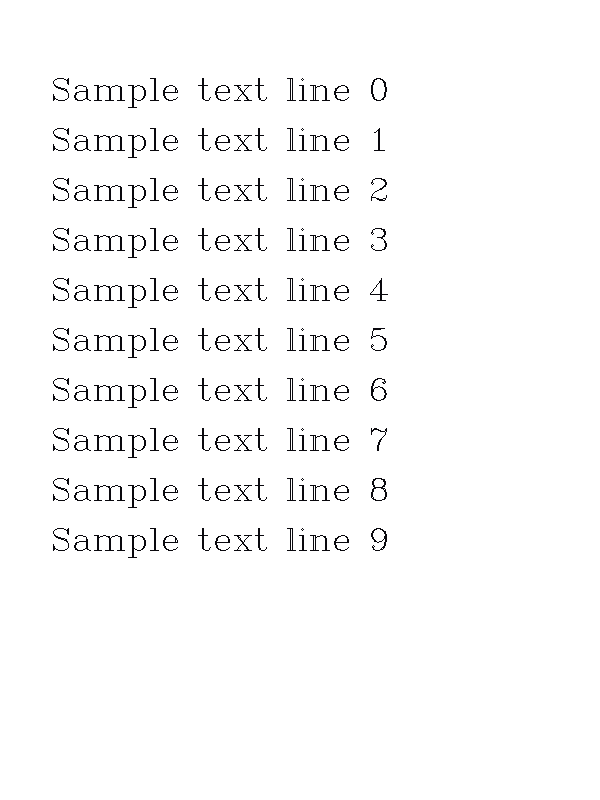 Sample text line 0
Sample text line 1
Sample text line 2
Sample text line 3
Sample text line 4
Sample text line 5
Sample text line 6
Sample text line 7
Sample text line 8
Sample text line 9